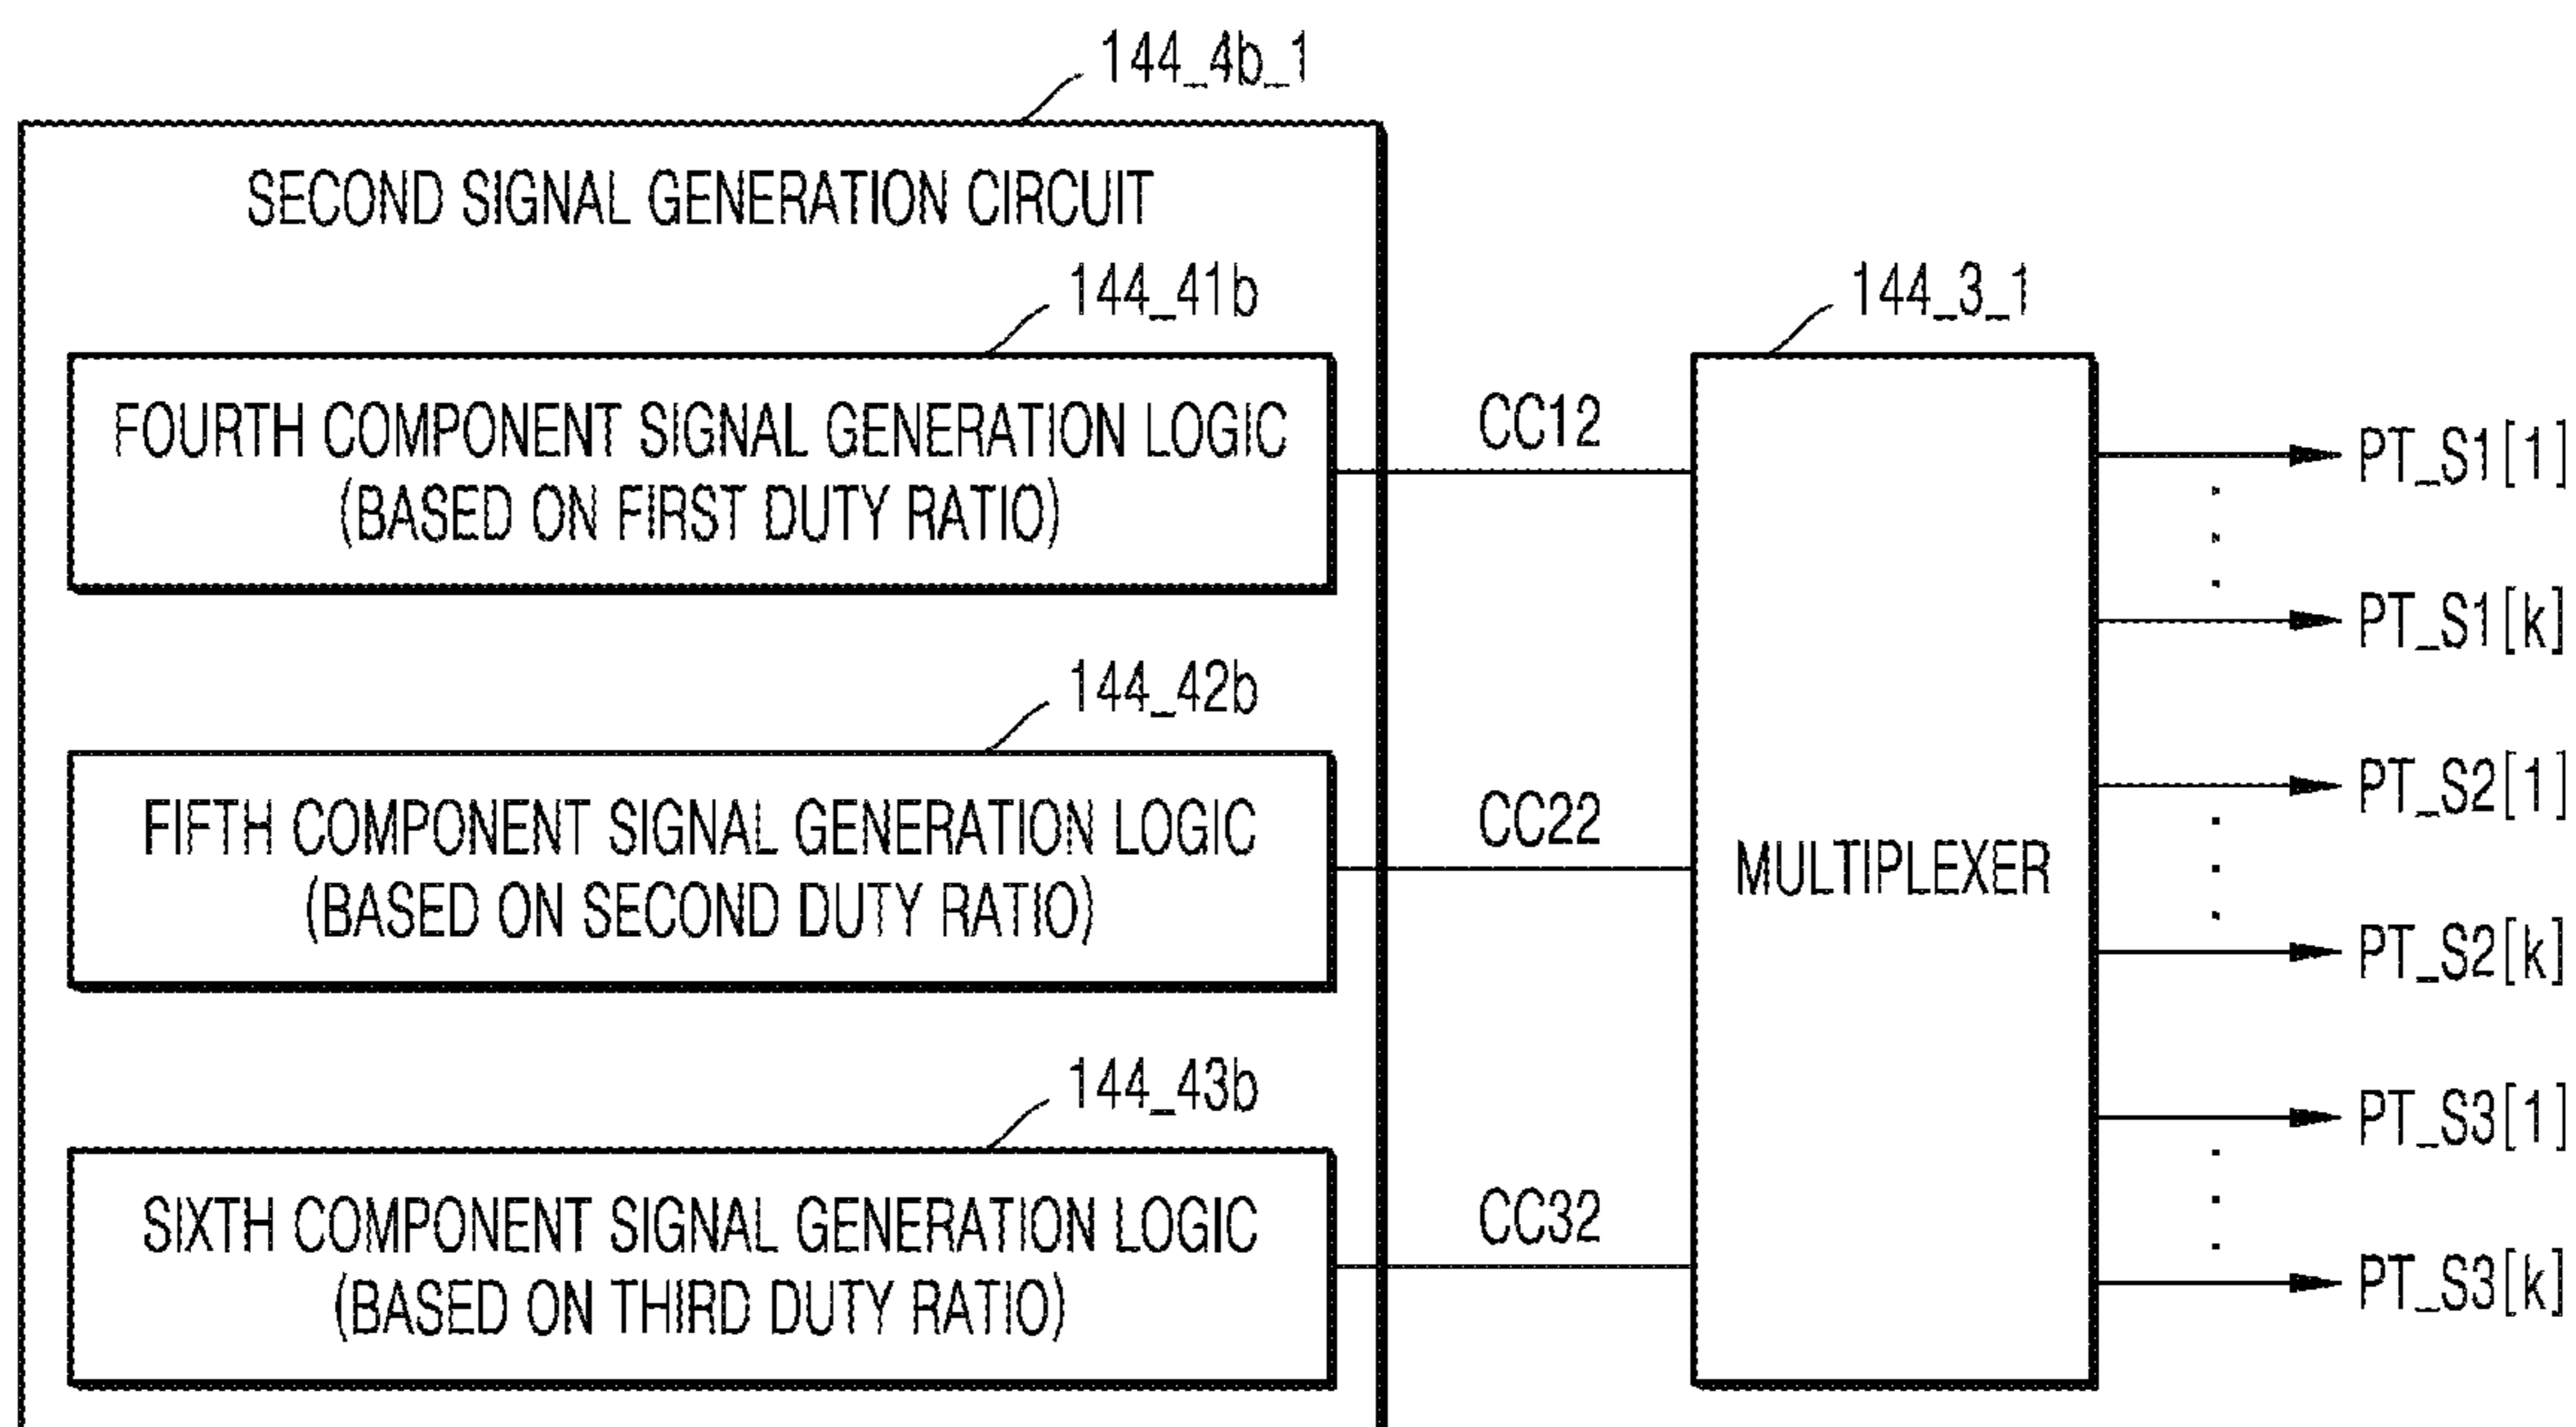 144_4b_1
SECOND SIGNAL GENERATION CIRCUIT
144_41b
FOURTH COMPONENT SIGNAL GENERATION LOGIC
(BASED ON FIRST DUTY RATIO)
144_42b
FIFTH COMPONENT SIGNAL GENERATION LOGIC
(BASED ON SECOND DUTY RATIO)
144_43b
SIXTH COMPONENT SIGNAL GENERATION LOGIC
(BASED ON THIRD DUTY RATIO)
CC12
CC22
CC32
144_3_1
MULTIPLEXER
PT_S1[1]
PT_S1[k]
PT_S2[1]
PT_S2[k]
PT_S3[1]
PT_S3[k]